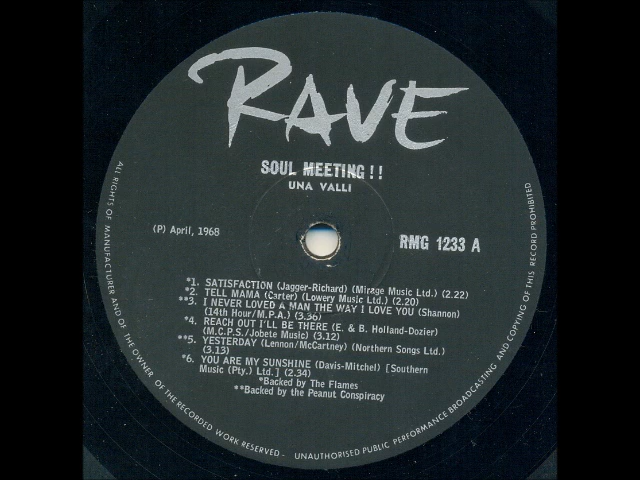 RAVE
SOUL MEETING!!
UNA VALLI
(P) April, 1968
RMG 1233 A
*1. SATISFACTION (Jagger-Richard) (Mirage Music Ltd.) (2.22)
*2. TELL MAMA (Carter) (Lowery Music Ltd.) (2.20)
**3. I NEVER LOVED A MAN THE WAY I LOVE YOU (Shannon)
(14th Hour/M.P.A.) (3.36)
*4. REACH OUT I'LL BE THERE (E. & B. Holland-Dozier)
(M.C.P.S./Jobete Music) (3.12)
**5. YESTERDAY (Lennon/McCartney) (Northern Songs Ltd.)
(3.13)
*6. YOU ARE MY SUNSHINE (Davis-Mitchel) [Southern
Music (Pty.) Ltd.] (2.34)
*Backed by The Flames
**Backed by the Peanut Conspiracy
ALL RIGHTS OF MANUFACTURER AND OF THE OWNER OF THE RECORDED WORK RESERVED - UNAUTHORISED PUBLIC PERFORMANCE BROADCASTING AND COPYING OF THIS RECORD PROHIBITED